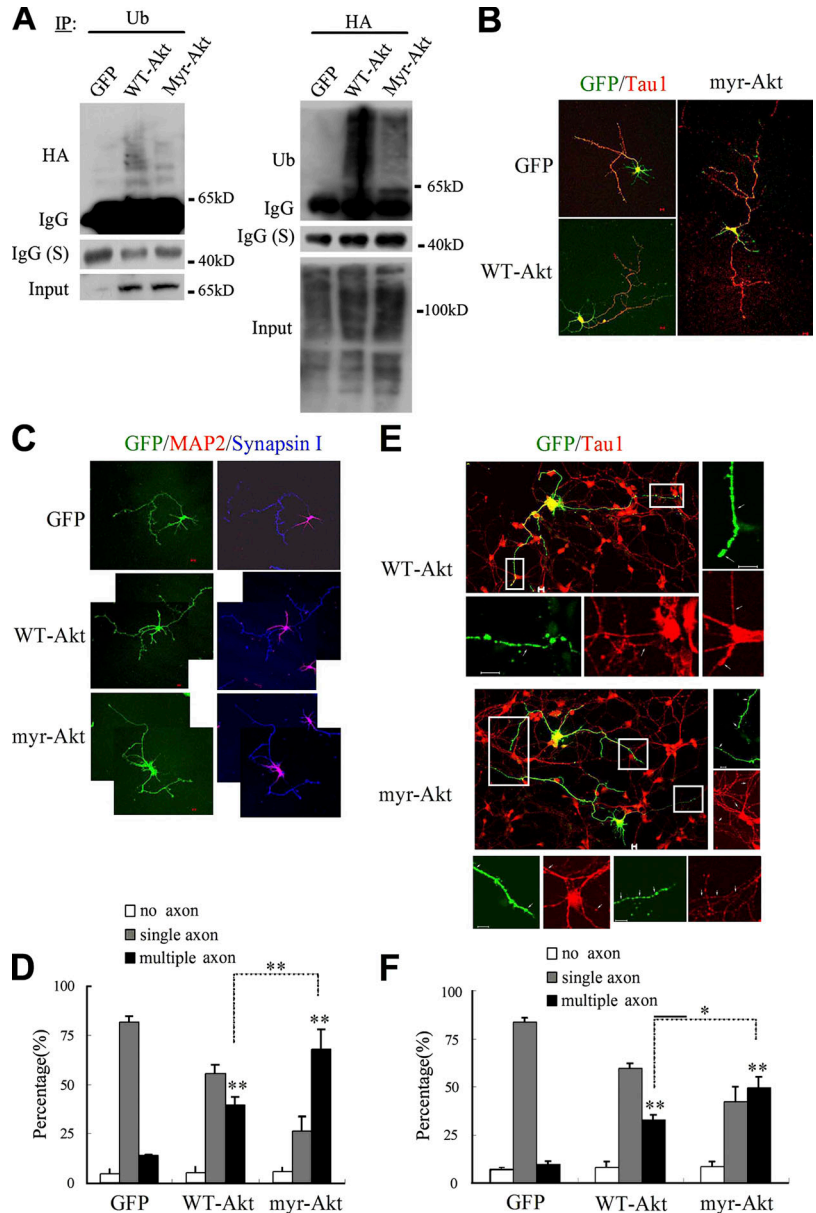 A
IP:
Ub
GFP
WT-Akt
Myr-Akt
HA
65kD
IgG
IgG (S)
40kD
Input
65kD
HA
GFP
WT-Akt
Myr-Akt
Ub
65kD
IgG
IgG (S)
40kD
100kD
Input
B
GFP/Tau1
myr-Akt
GFP
WT-Akt
C
GFP/MAP2/Synapsin I
GFP
WT-Akt
myr-Akt
E
GFP/Tau1
WT-Akt
myr-Akt
D
no axon
single axon
multiple axon
**
**
**
Percentage(%)
100
75
50
25
0
GFP
WT-Akt
myr-Akt
F
no axon
single axon
multiple axon
*
**
**
Percentage(%)
100
75
50
25
0
GFP
WT-Akt
myr-Akt